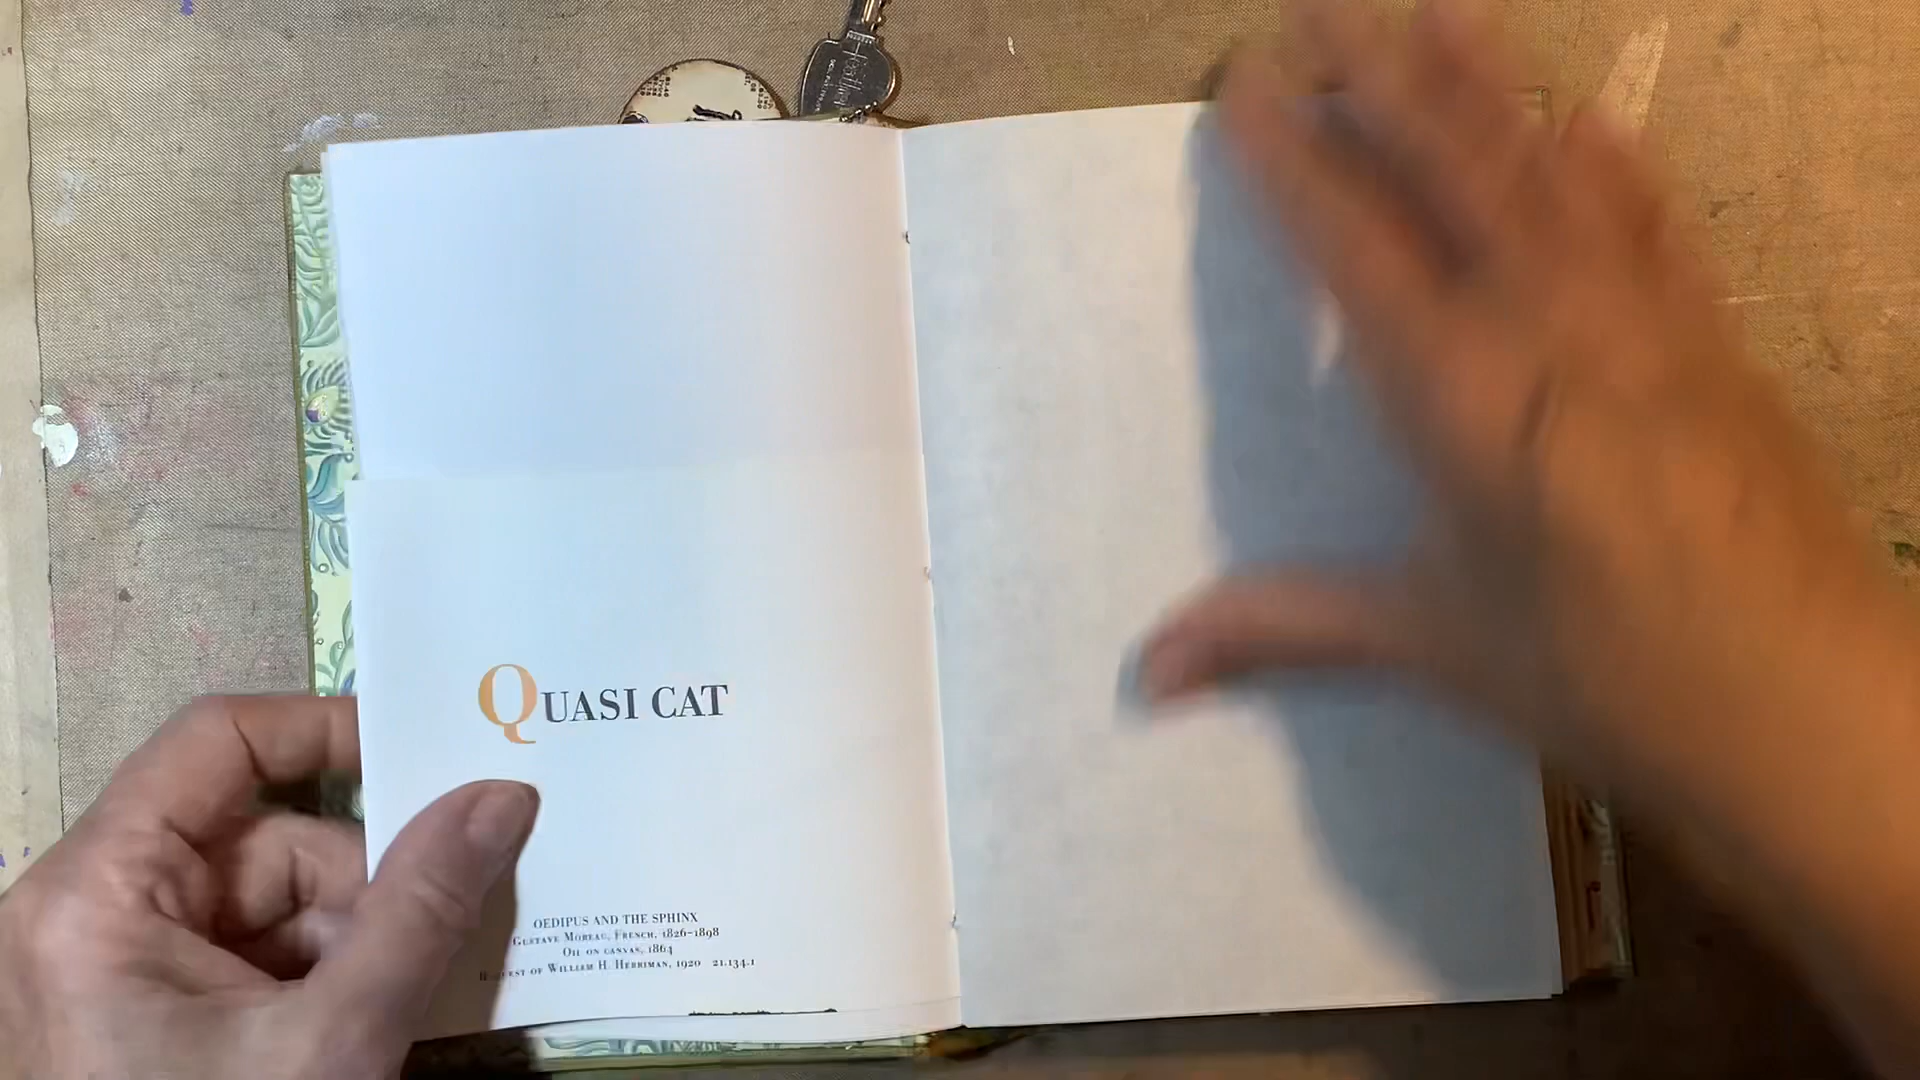 QUASI CAT
OEDIPUS AND THE SPHINX
GUSTAVE MOREAU, FRENCH, 1826–1898
OIL ON CANVAS, 1864
OF WILLIAM H. HERRIMAN, 1920 21.134.1